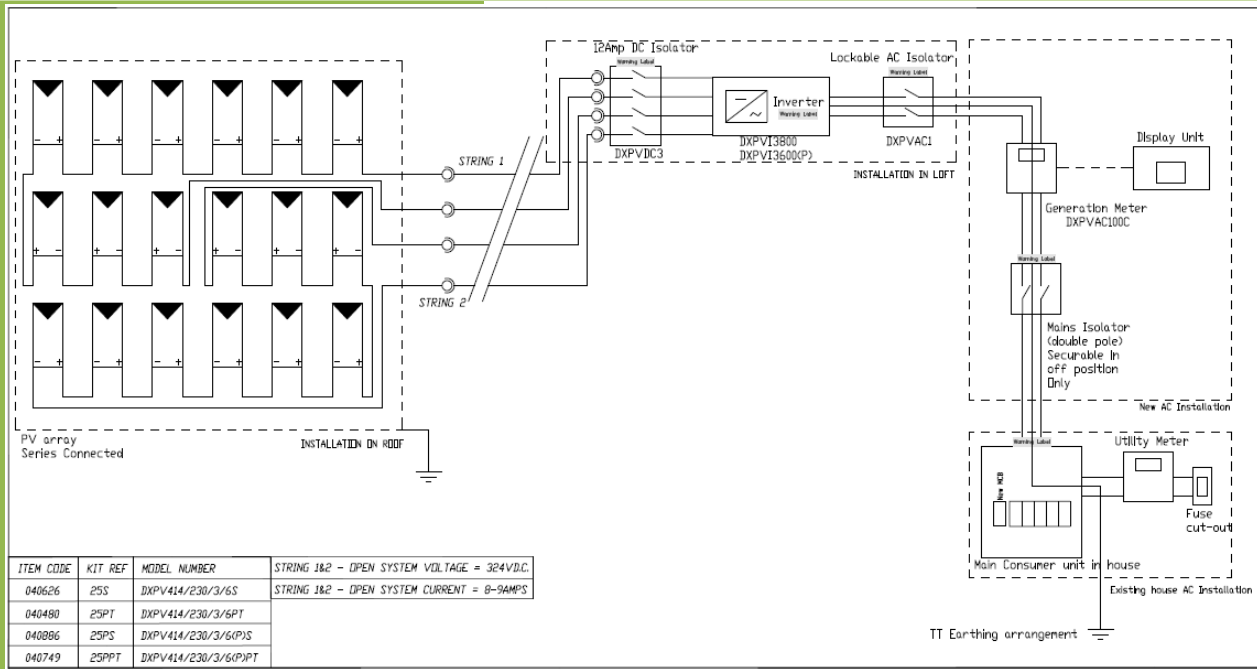 12Amp DC Isolator
Warning Label
Lockable AC Isolator
Warning Label
Inverter
Warning Label
DXPVDC3
DXPVI3800
DXPVI3600(P)
DXPVAC1
INSTALLATION IN LOFT
STRING 1
STRING 2
- + - + - + - + - + - +
+ - + - + - + - + - + -
- + - + - + - + - + - +
PV array
Series Connected
INSTALLATION ON ROOF
Display Unit
Generation Meter
DXPVAC100C
Warning Label
Mains Isolator
(double pole)
Securable in
off position
Only
New AC Installation
Warning Label
Utility Meter
New MCB
Fuse
cut-out
Main Consumer unit in house
Existing house AC Installation
TT Earthing arrangement
ITEM CODE KIT REF MODEL NUMBER
040626 25S DXPV414/230/3/6S
040480 25PT DXPV414/230/3/6PT
040886 25PS DXPV414/230/3/6(P)S
040749 25PPT DXPV414/230/3/6(P)PT
STRING 1&2 - OPEN SYSTEM VOLTAGE = 324VD.C.
STRING 1&2 - OPEN SYSTEM CURRENT = 8-9AMPS